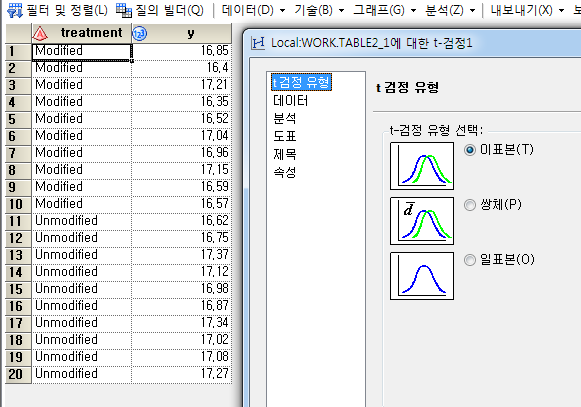 필터 및 정렬(L) 질의 빌더(Q) 데이터(D) 기술(B) 그래프(G) 분석(Z) 내보내기(X) 보
treatment y
1 Modified 16,85
2 Modified 16,4
3 Modified 17,21
4 Modified 16,35
5 Modified 16,52
6 Modified 17,04
7 Modified 16,96
8 Modified 17,15
9 Modified 16,59
10 Modified 16,57
11 Unmodified 16,62
12 Unmodified 16,75
13 Unmodified 17,37
14 Unmodified 17,12
15 Unmodified 16,98
16 Unmodified 16,87
17 Unmodified 17,34
18 Unmodified 17,02
19 Unmodified 17,08
20 Unmodified 17,27
Local:WORK.TABLE2_1에 대한 t-검정1
t 검정 유형
데이터
분석
도표
제목
속성
t 검정 유형
t-검정 유형 선택:
이표본(T)
d̅ 쌍체(P)
일표본(O)